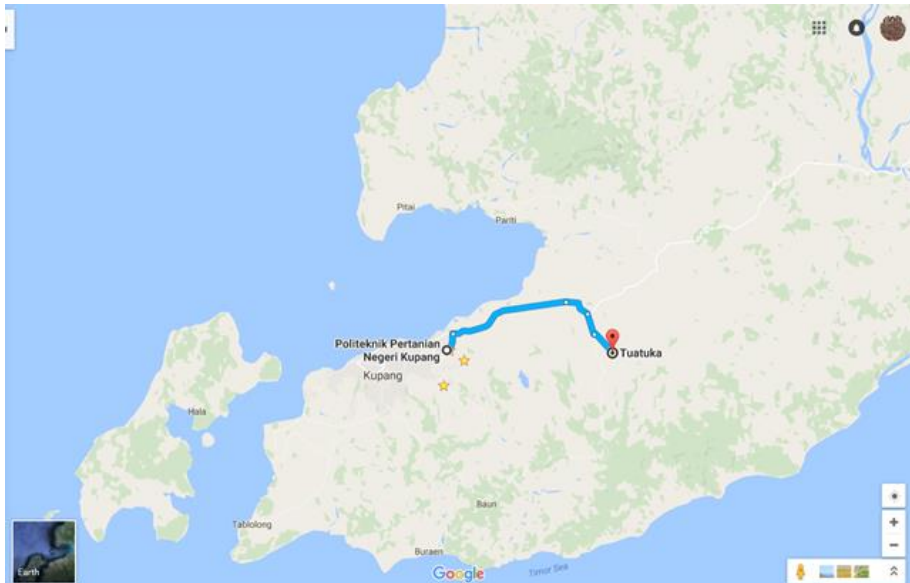 Pitai
Pariti
Politeknik Pertanian
Negeri Kupang
Tuatuka
Kupang
Hala
Baun
Tablolong
Buraen
Timor Sea
Google
Earth